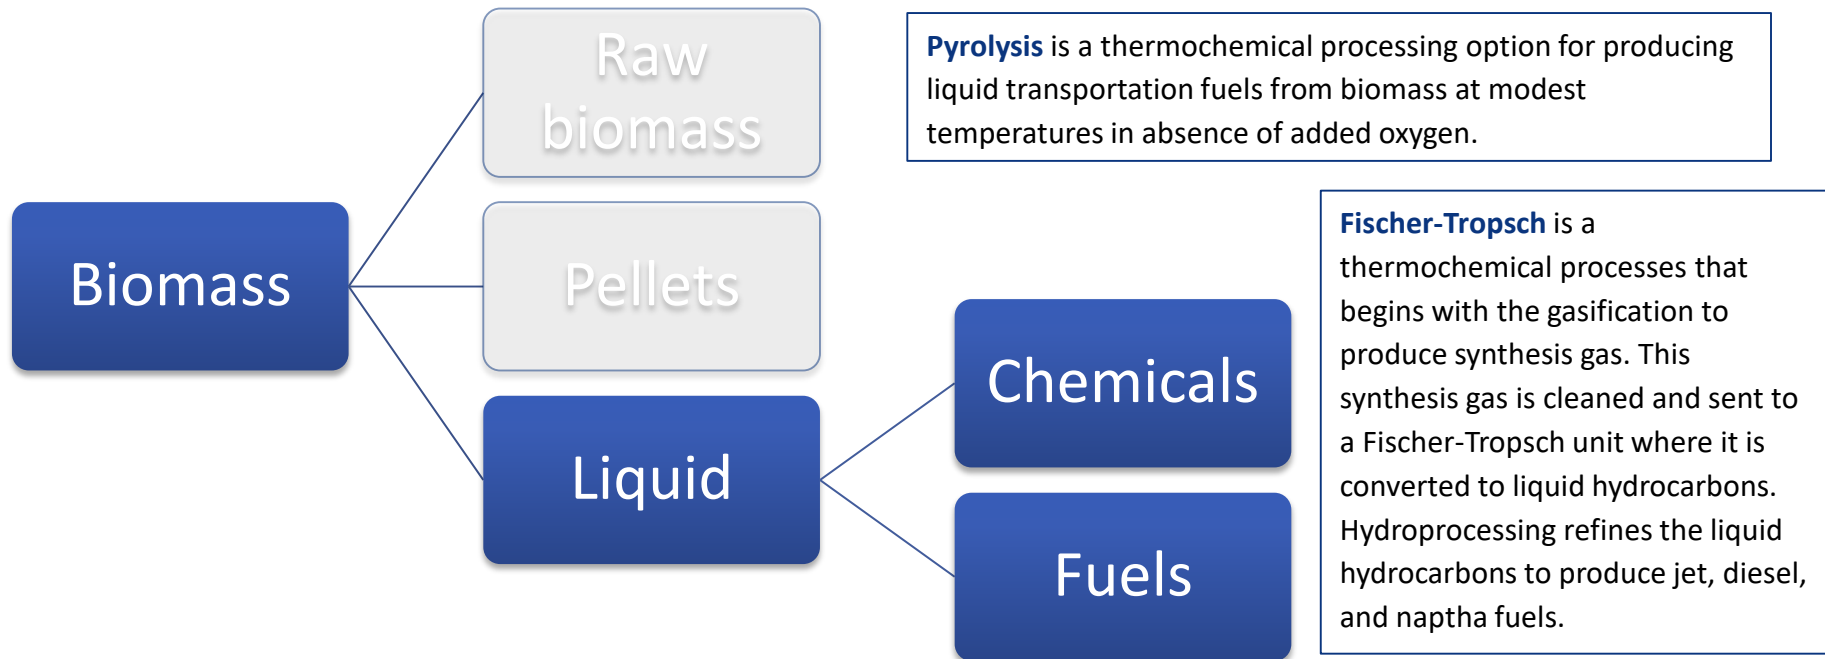 Raw
biomass
Pyrolysis is a thermochemical processing option for producing
liquid transportation fuels from biomass at modest
temperatures in absence of added oxygen.
Biomass
Pellets
Liquid
Chemicals
Fuels
Fischer-Tropsch is a
thermochemical processes that
begins with the gasification to
produce synthesis gas. This
synthesis gas is cleaned and sent to
a Fischer-Tropsch unit where it is
converted to liquid hydrocarbons.
Hydroprocessing refines the liquid
hydrocarbons to produce jet, diesel,
and naptha fuels.